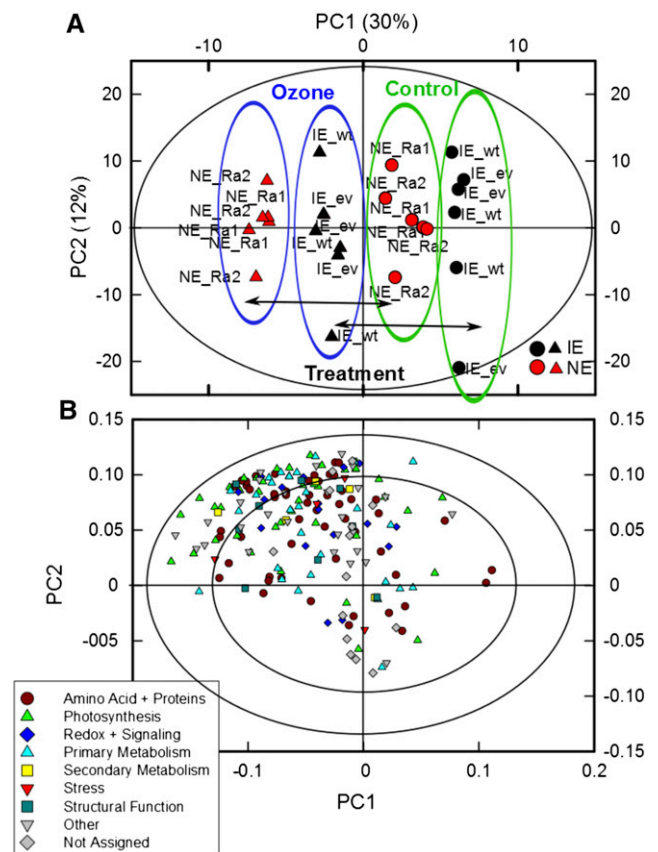 A
PC1 (30%)
-10 0 10
Ozone
Control
20 20
IE_wt
IE_wt
NE_Ra1
NE_Ra2
IE_ev
10 10
NE_Ra2
NE_Ra1
IE_ev
IE_ev
NE_Ra2
NE_Ra1
IE_wt
PC2 (12%)
0 0
NE_Ra1
NE_Ra1
IE_ev
IE_wt
NE_Ra1
NE_Ra2
IE_ev
IE_wt
NE_Ra2
NE_Ra2
-10 -10
IE_wt
IE_ev
-20 -20
Treatment
IE
NE
B
0.15 0.15
0.10 0.10
0.05 0.05
PC2
0 0
-005 -0.05
-0.10
-0.15
-0.1 0 0.1 0.2
PC1
Amino Acid + Proteins
Photosynthesis
Redox + Signaling
Primary Metabolism
Secondary Metabolism
Stress
Structural Function
Other
Not Assigned